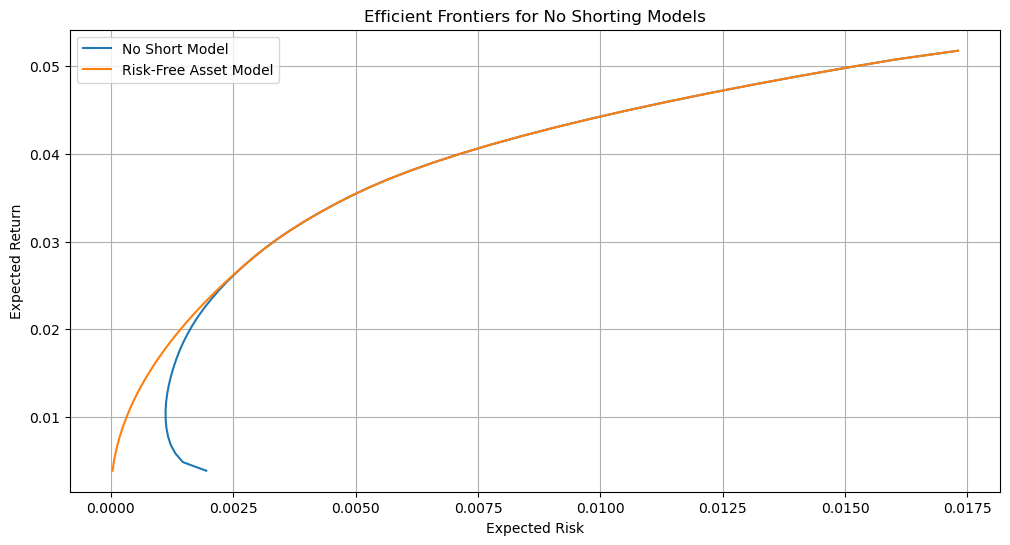 Efficient Frontiers for No Shorting Models
No Short Model
Risk-Free Asset Model
Expected Return
0.05
0.04
0.03
0.02
0.01
0.0000 0.0025 0.0050 0.0075 0.0100 0.0125 0.0150 0.0175
Expected Risk